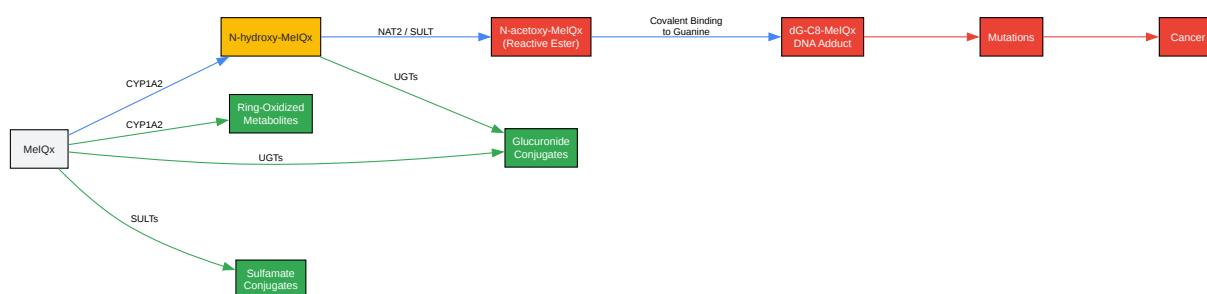 N-hydroxy-MeIQx
NAT2 / SULT
N-acetoxy-MeIQx
(Reactive Ester)
Covalent Binding
to Guanine
dG-C8-MeIQx
DNA Adduct
Mutations
Cancer
CYP1A2
UGTs
Ring-Oxidized
Metabolites
CYP1A2
MeIQx
Glucuronide
Conjugates
UGTs
SULTs
Sulfamate
Conjugates